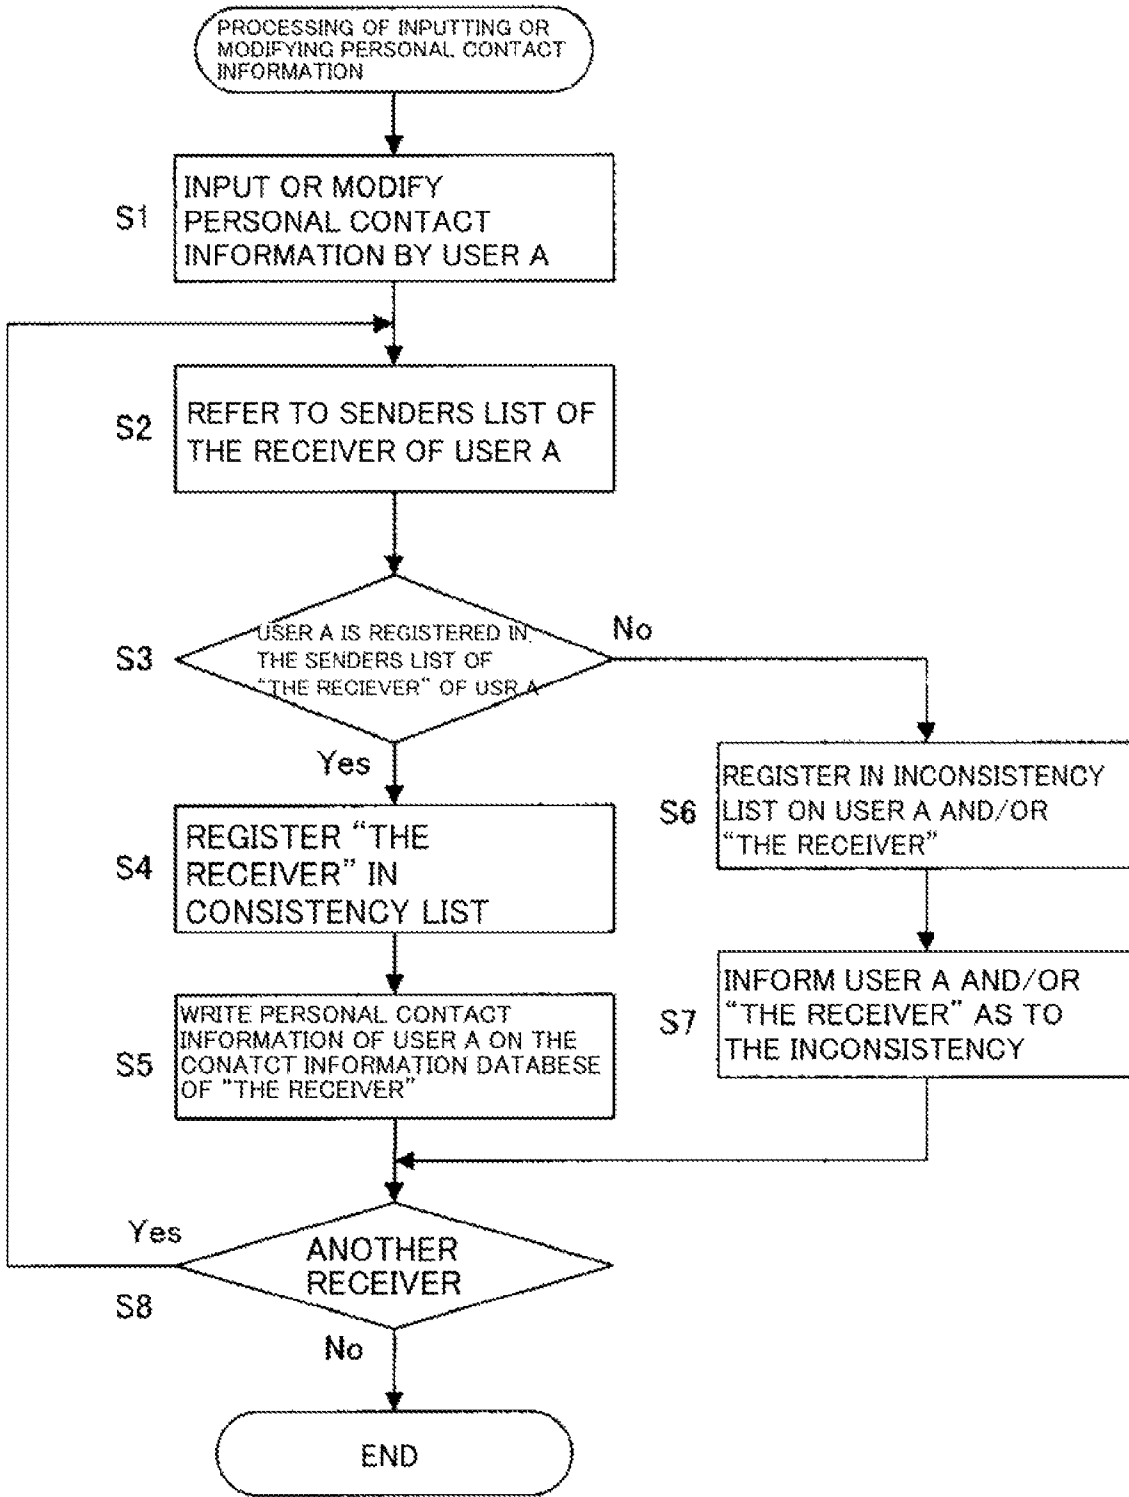 PROCESSING OF INPUTTING OR
MODIFYING PERSONAL CONTACT
INFORMATION
S1
INPUT OR MODIFY
PERSONAL CONTACT
INFORMATION BY USER A
S2
REFER TO SENDERS LIST OF
THE RECEIVER OF USER A
S3
USER A IS REGISTERED IN
THE SENDERS LIST OF
"THE RECIEVER" OF USR A
No
Yes
S4
REGISTER "THE
RECEIVER" IN
CONSISTENCY LIST
S6
REGISTER IN INCONSISTENCY
LIST ON USER A AND/OR
"THE RECEIVER"
S5
WRITE PERSONAL CONTACT
INFORMATION OF USER A ON THE
CONATCT INFORMATION DATABESE
OF "THE RECEIVER"
S7
INFORM USER A AND/OR
"THE RECEIVER" AS TO
THE INCONSISTENCY
Yes
S8
ANOTHER
RECEIVER
No
END